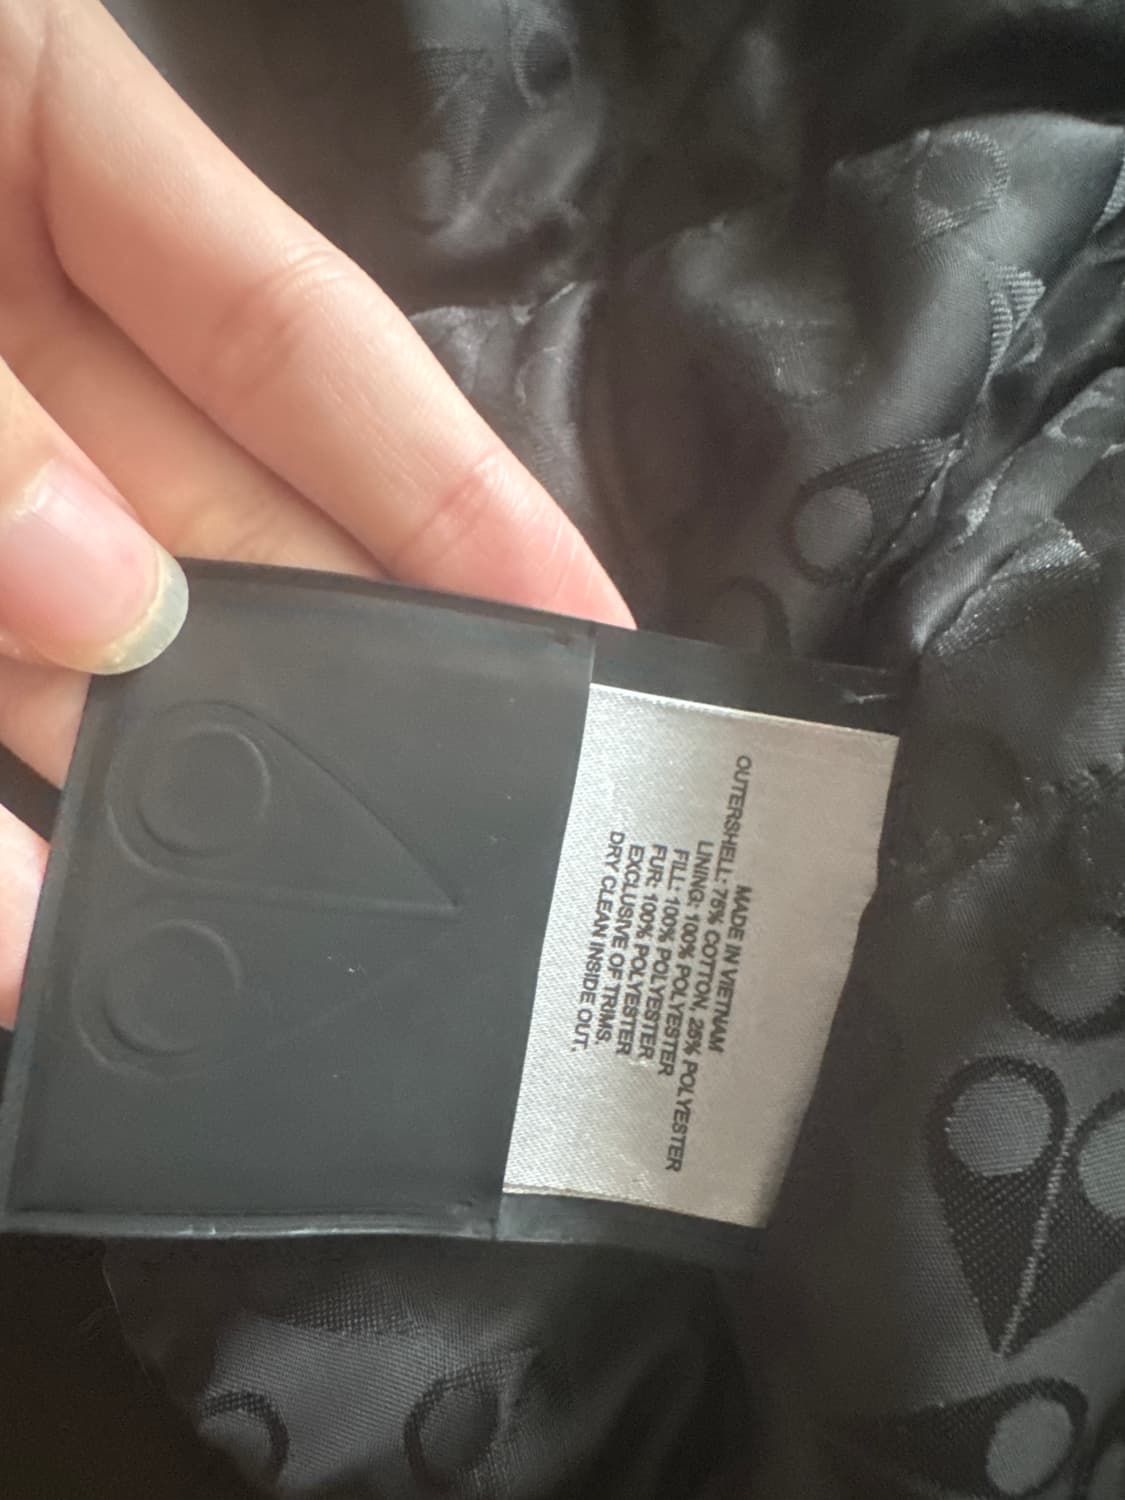 MADE IN VIETNAM
OUTERSHELL: 75% COTTON, 25% POLYESTER
LINING: 100% POLYESTER
FILL: 100% POLYESTER
FUR: 100% POLYESTER
EXCLUSIVE OF TRIMS.
DRY CLEAN INSIDE OUT.